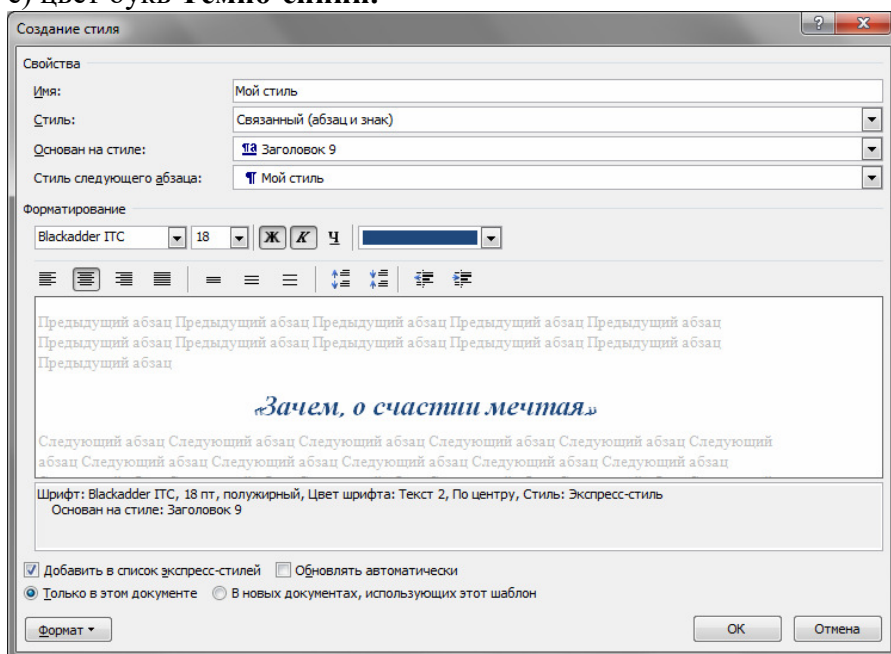 е) цвет букв Темно-синий.
Создание стиля
Свойства
Имя: Мой стиль
Стиль: Связанный (абзац и знак)
Основан на стиле: ¶a Заголовок 9
Стиль следующего абзаца: ¶ Мой стиль
Форматирование
Blackadder ITC 18 Ж К Ч
Предыдущий абзац Предыдущий абзац Предыдущий абзац Предыдущий абзац Предыдущий абзац
Предыдущий абзац Предыдущий абзац Предыдущий абзац Предыдущий абзац Предыдущий абзац
Предыдущий абзац
«Зачем, о счастии мечтая»
Следующий абзац Следующий абзац Следующий абзац Следующий абзац Следующий абзац Следующий
абзац Следующий абзац Следующий абзац Следующий абзац Следующий абзац Следующий абзац
Шрифт: Blackadder ITC, 18 пт, полужирный, Цвет шрифта: Текст 2, По центру, Стиль: Экспресс-стиль
Основан на стиле: Заголовок 9
Добавить в список экспресс-стилей Обновлять автоматически
Только в этом документе В новых документах, использующих этот шаблон
Формат ОК Отмена